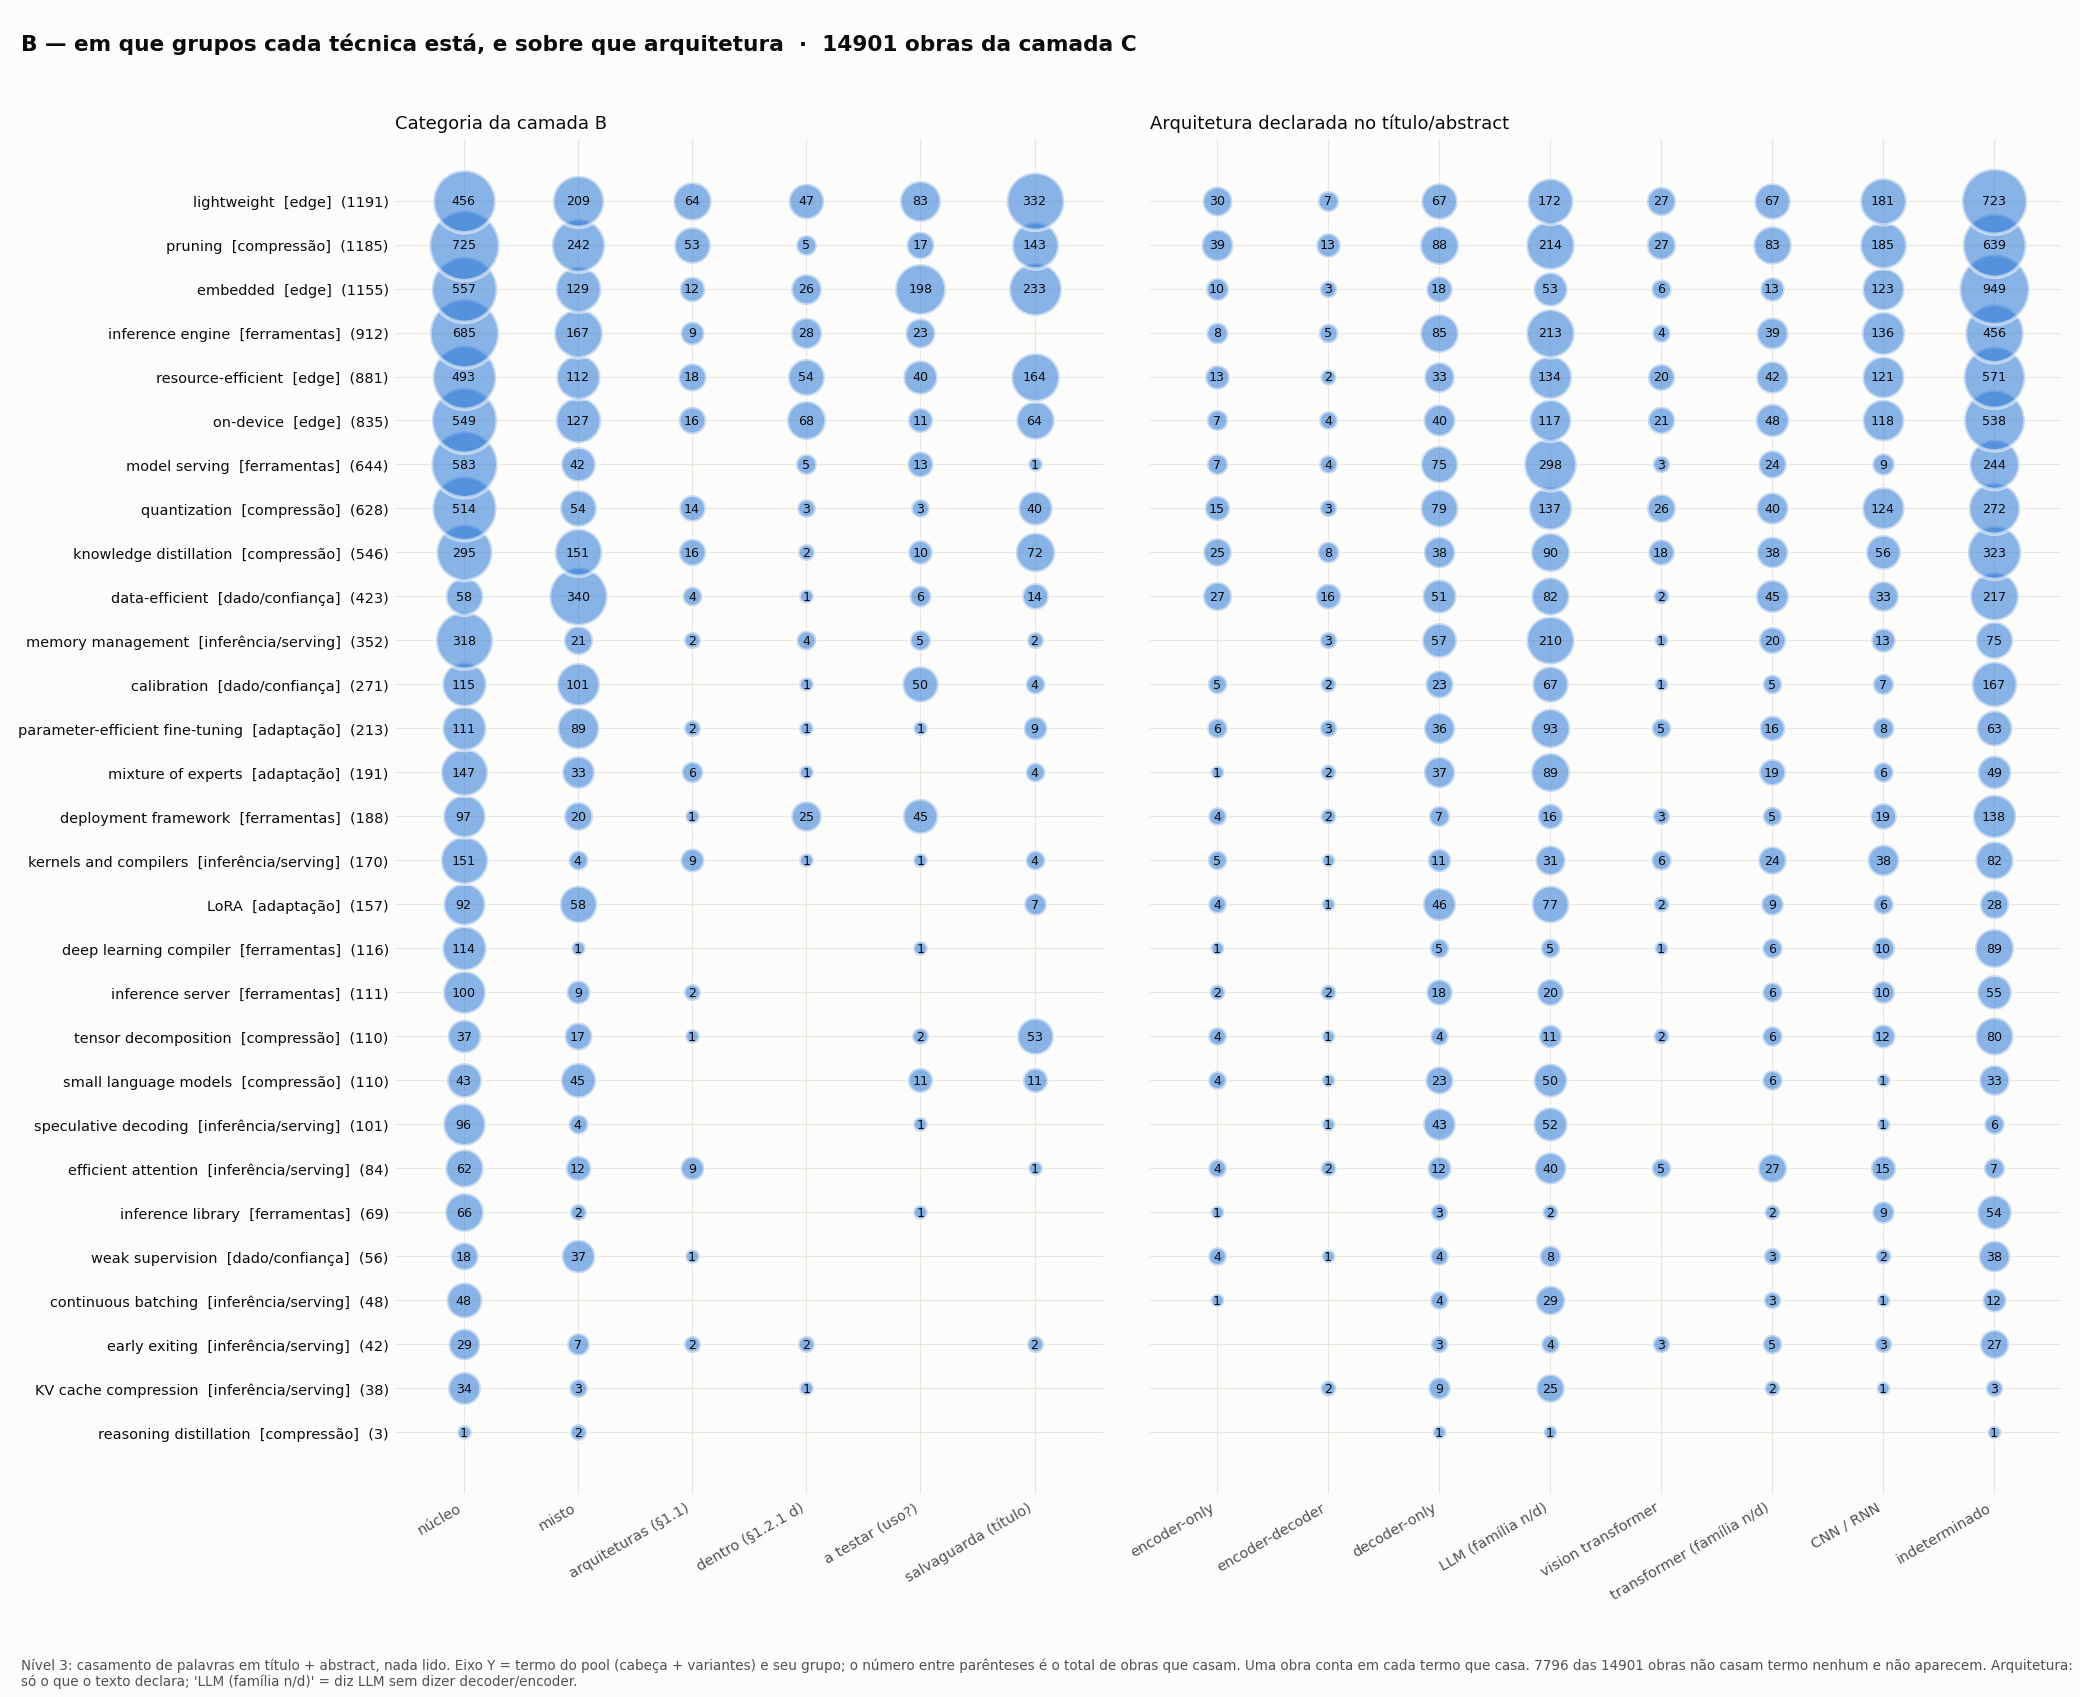 B — em que grupos cada técnica está, e sobre que arquitetura · 14901 obras da camada C
Categoria da camada B
Arquitetura declarada no título/abstract
lightweight [edge] (1191) 456 209 64 47 83 332 30 7 67 172 27 67 181 723
pruning [compressão] (1185) 725 242 53 5 17 143 39 13 88 214 27 83 185 639
embedded [edge] (1155) 557 129 12 26 198 233 10 3 18 53 6 13 123 949
inference engine [ferramentas] (912) 685 167 9 28 23 8 5 85 213 4 39 136 456
resource-efficient [edge] (881) 493 112 18 54 40 164 13 2 33 134 20 42 121 571
on-device [edge] (835) 549 127 16 68 11 64 7 4 40 117 21 48 118 538
model serving [ferramentas] (644) 583 42 5 13 1 7 4 75 298 3 24 9 244
quantization [compressão] (628) 514 54 14 3 3 40 15 3 79 137 26 40 124 272
knowledge distillation [compressão] (546) 295 151 16 2 10 72 25 8 38 90 18 38 56 323
data-efficient [dado/confiança] (423) 58 340 4 1 6 14 27 16 51 82 2 45 33 217
memory management [inferência/serving] (352) 318 21 2 4 5 2 3 57 210 1 20 13 75
calibration [dado/confiança] (271) 115 101 1 50 4 5 2 23 67 1 5 7 167
parameter-efficient fine-tuning [adaptação] (213) 111 89 2 1 1 9 6 3 36 93 5 16 8 63
mixture of experts [adaptação] (191) 147 33 6 1 4 1 2 37 89 19 6 49
deployment framework [ferramentas] (188) 97 20 1 25 45 4 2 7 16 3 5 19 138
kernels and compilers [inferência/serving] (170) 151 4 9 1 1 4 5 1 11 31 6 24 38 82
LoRA [adaptação] (157) 92 58 7 4 1 46 77 2 9 6 28
deep learning compiler [ferramentas] (116) 114 1 1 1 5 5 1 6 10 89
inference server [ferramentas] (111) 100 9 2 2 2 18 20 6 10 55
tensor decomposition [compressão] (110) 37 17 1 2 53 4 1 4 11 2 6 12 80
small language models [compressão] (110) 43 45 11 11 4 1 23 50 6 1 33
speculative decoding [inferência/serving] (101) 96 4 1 1 43 52 1 6
efficient attention [inferência/serving] (84) 62 12 9 1 4 2 12 40 5 27 15 7
inference library [ferramentas] (69) 66 2 1 1 3 2 2 9 54
weak supervision [dado/confiança] (56) 18 37 1 4 1 4 8 3 2 38
continuous batching [inferência/serving] (48) 48 1 4 29 3 1 12
early exiting [inferência/serving] (42) 29 7 2 2 2 3 4 3 5 3 27
KV cache compression [inferência/serving] (38) 34 3 1 2 9 25 2 1 3
reasoning distillation [compressão] (3) 1 2 1 1 1
núcleo misto arquiteturas (§1.1) dentro (§1.2.1 d) a testar (uso?) salvaguarda (título) encoder-only encoder-decoder decoder-only LLM (família n/d) vision transformer transformer (família n/d) CNN / RNN indeterminado
Nível 3: casamento de palavras em título + abstract, nada lido. Eixo Y = termo do pool (cabeça + variantes) e seu grupo; o número entre parênteses é o total de obras que casam. Uma obra conta em cada termo que casa. 7796 das 14901 obras não casam termo nenhum e não aparecem. Arquitetura:
só o que o texto declara; 'LLM (família n/d)' = diz LLM sem dizer decoder/encoder.